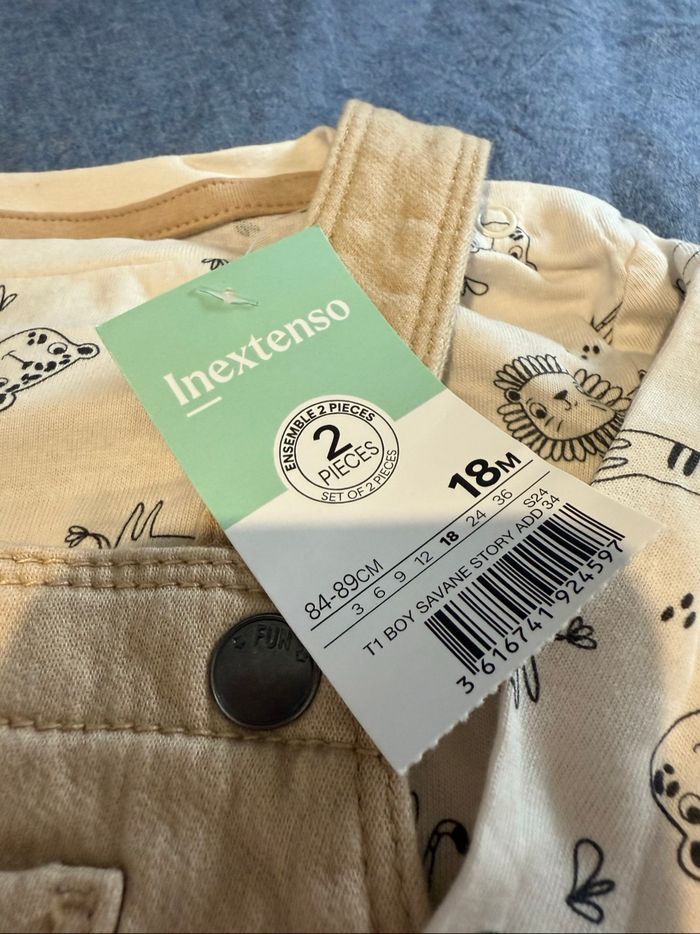 Inextenso
ENSEMBLE 2 PIECES
2
PIECES
SET OF 2 PIECES
18M
84-89CM
3 6 9 12 18 24 36
S24
T1 BOY SAVANE STORY ADD 34
3 616741 924597
FUN